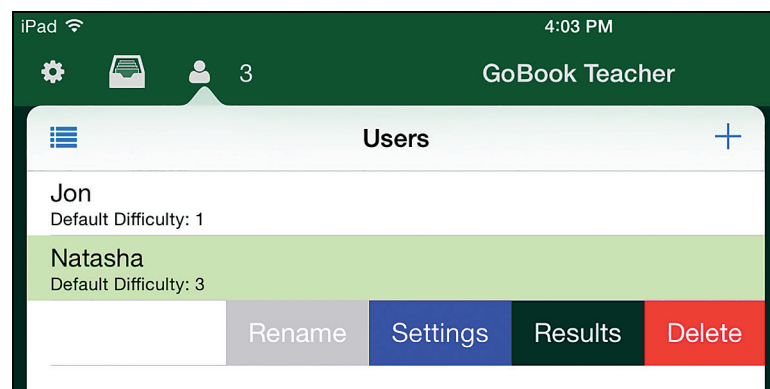 iPad 4:03 PM
3 GoBook Teacher
Users
Jon
Default Difficulty: 1
Natasha
Default Difficulty: 3
Rename Settings Results Delete